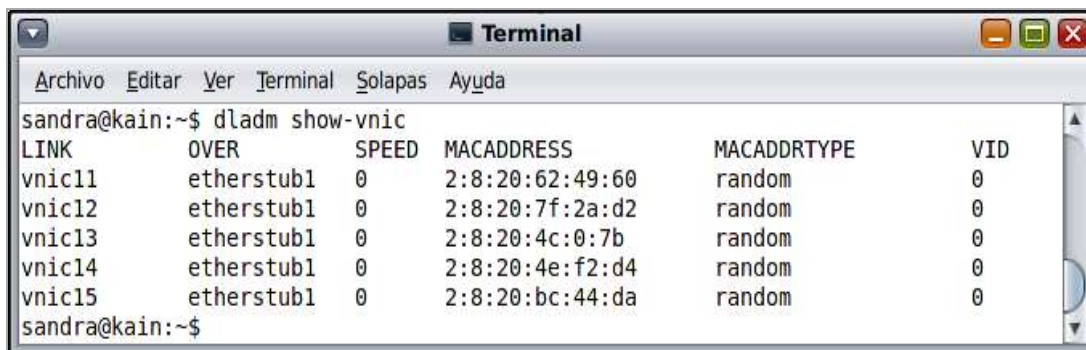 Terminal
Archivo Editar Ver Terminal Solapas Ayuda
sandra@kain:~$ dladm show-vnic
LINK OVER SPEED MACADDRESS MACADDRTYPE VID
vnic11 etherstub1 0 2:8:20:62:49:60 random 0
vnic12 etherstub1 0 2:8:20:7f:2a:d2 random 0
vnic13 etherstub1 0 2:8:20:4c:0:7b random 0
vnic14 etherstub1 0 2:8:20:4e:f2:d4 random 0
vnic15 etherstub1 0 2:8:20:bc:44:da random 0
sandra@kain:~$